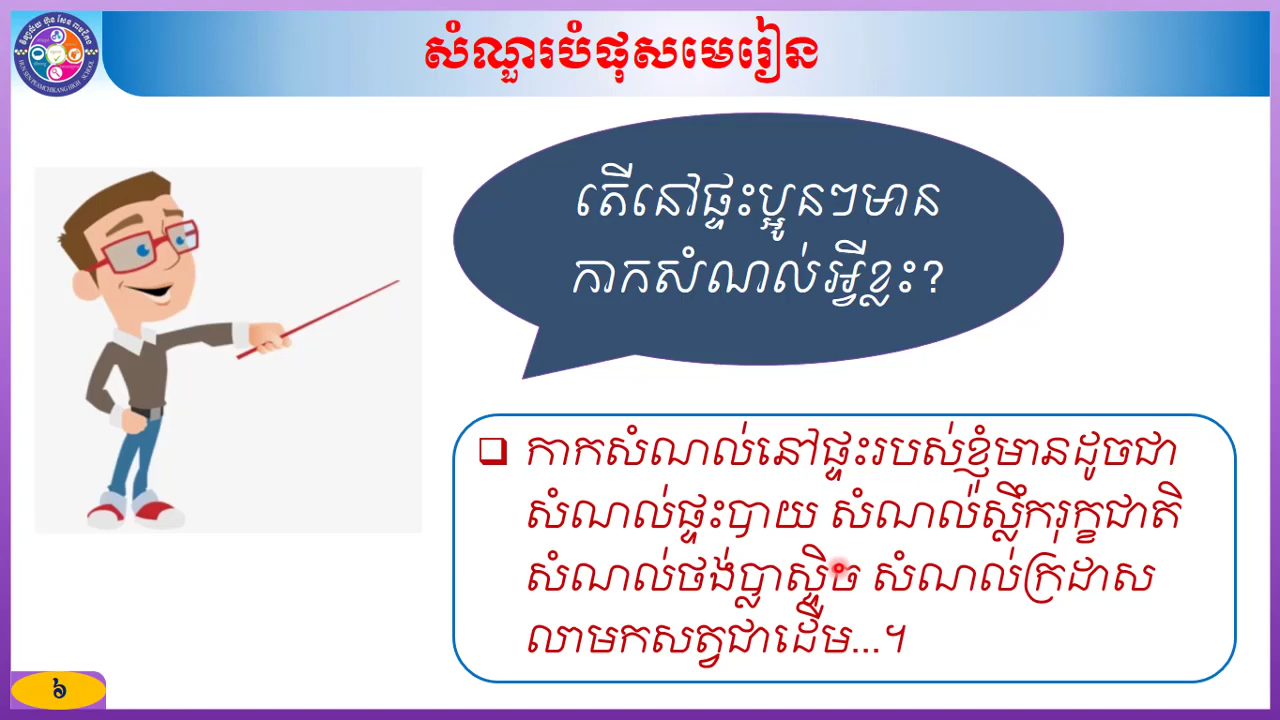 សំណួរបំផុសមេរៀន
តើនៅផ្ទះប្អូនៗមាន
កាកសំណល់អ្វីខ្លះ?
កាកសំណល់នៅផ្ទះរបស់ខ្ញុំមានដូចជា
សំណល់ផ្ទះបាយ សំណល់ស្លឹករុក្ខជាតិ
សំណល់ថង់ប្លាស្ទិច សំណល់ក្រដាស
លាមកសត្វជាដើម...។
៦